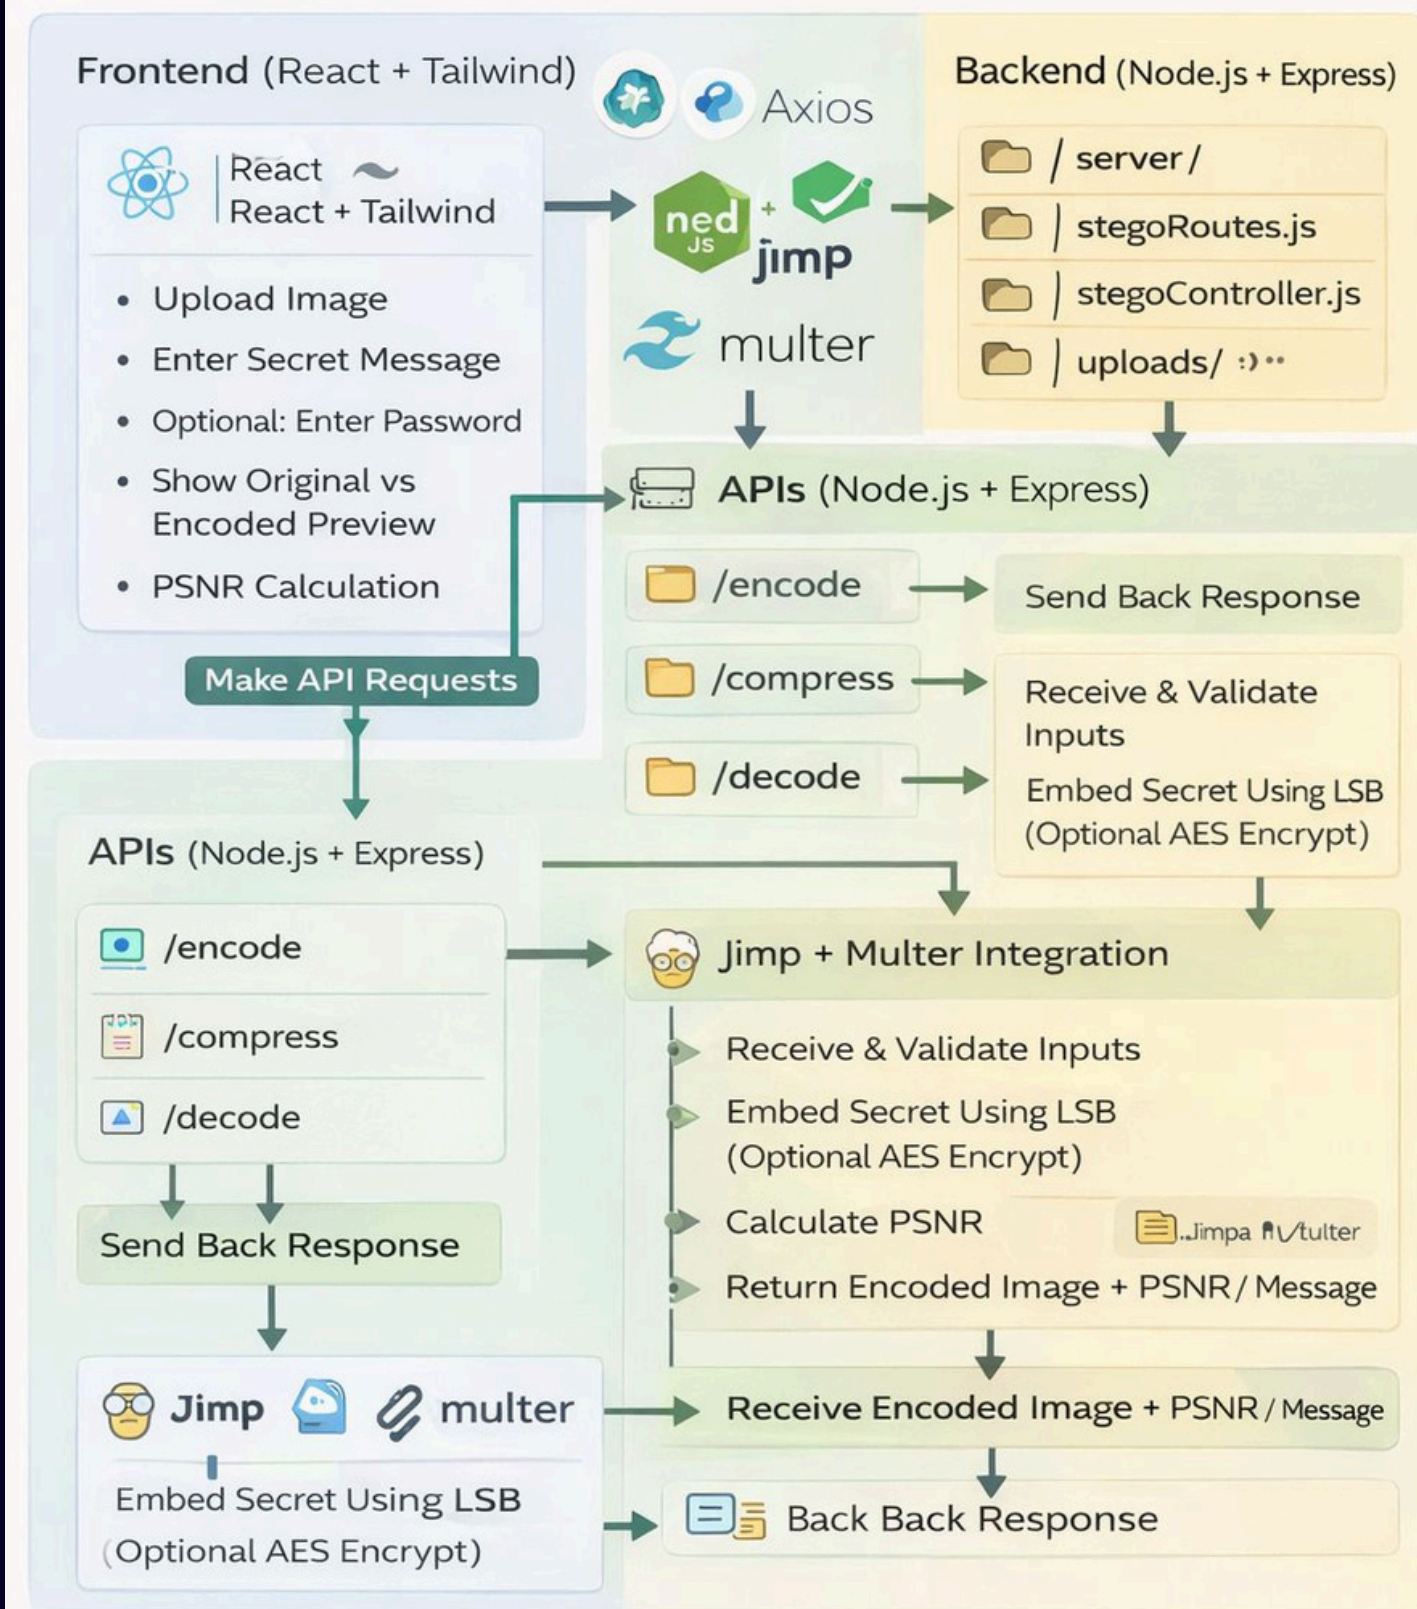 Frontend (React + Tailwind)
React
React + Tailwind
• Upload Image
• Enter Secret Message
• Optional: Enter Password
• Show Original vs
Encoded Preview
• PSNR Calculation
Make API Requests
Axios
ned
JS
+
jimp
multer
Backend (Node.js + Express)
/ server /
| stegoRoutes.js
| stegoController.js
| uploads/ :) ··
APIs (Node.js + Express)
/encode
/compress
/decode
Send Back Response
Receive & Validate
Inputs
Embed Secret Using LSB
(Optional AES Encrypt)
APIs (Node.js + Express)
/encode
/compress
/decode
Send Back Response
Jimp + Multer Integration
Receive & Validate Inputs
Embed Secret Using LSB
(Optional AES Encrypt)
Calculate PSNR
..Jimpa
Return Encoded Image + PSNR / Message
Jimp multer
Embed Secret Using LSB
(Optional AES Encrypt)
Receive Encoded Image + PSNR / Message
Back Back Response